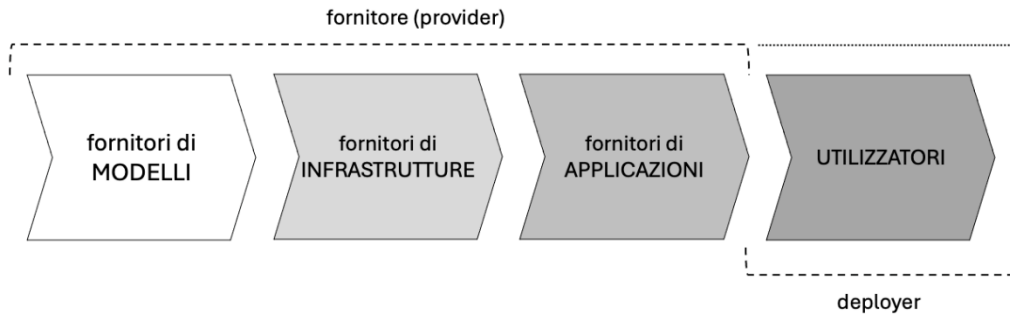 fornitore (provider)
fornitori di
MODELLI
fornitori di
INFRASTRUTTURE
fornitori di
APPLICAZIONI
UTILIZZATORI
deployer